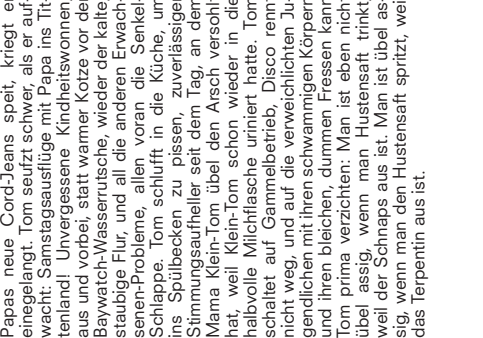 Papas neue Cord-Jeans speit, kriegt er
eingelangt. Tom seufzt schwer, als er auf-
wacht: Samstagsausflüge mit Papa ins Tit-
tenland! Unvergessene Kindheitswonnen,
aus und vorbei, statt warmer Kotze vor der
Baywatch-Wasserrutsche, wieder der kalte,
staubige Flur, und all die anderen Erwach-
senen-Probleme, allen voran die Senkel-
Schlappe. Tom schlufft in die Küche, um
ins Spülbecken zu pissen, zuverlässiger
Stimmungsaufheller seit dem Tag, an dem
Mama Klein-Tom übel den Arsch versohlt
hat, weil Klein-Tom schon wieder in die
halbvolle Milchflasche uriniert hatte. Tom
schaltet auf Gammelbetrieb, Disco rennt
nicht weg, und auf die verweichlichten Ju-
gendlichen mit ihren schwammigen Körpern
und ihren bleichen, dummen Fressen kann
Tom prima verzichten: Man ist eben nicht
übel assig, wenn man Hustensaft trinkt,
weil der Schnaps aus ist. Man ist übel as-
sig, wenn man den Hustensaft spritzt, weil
das Terpentin aus ist.